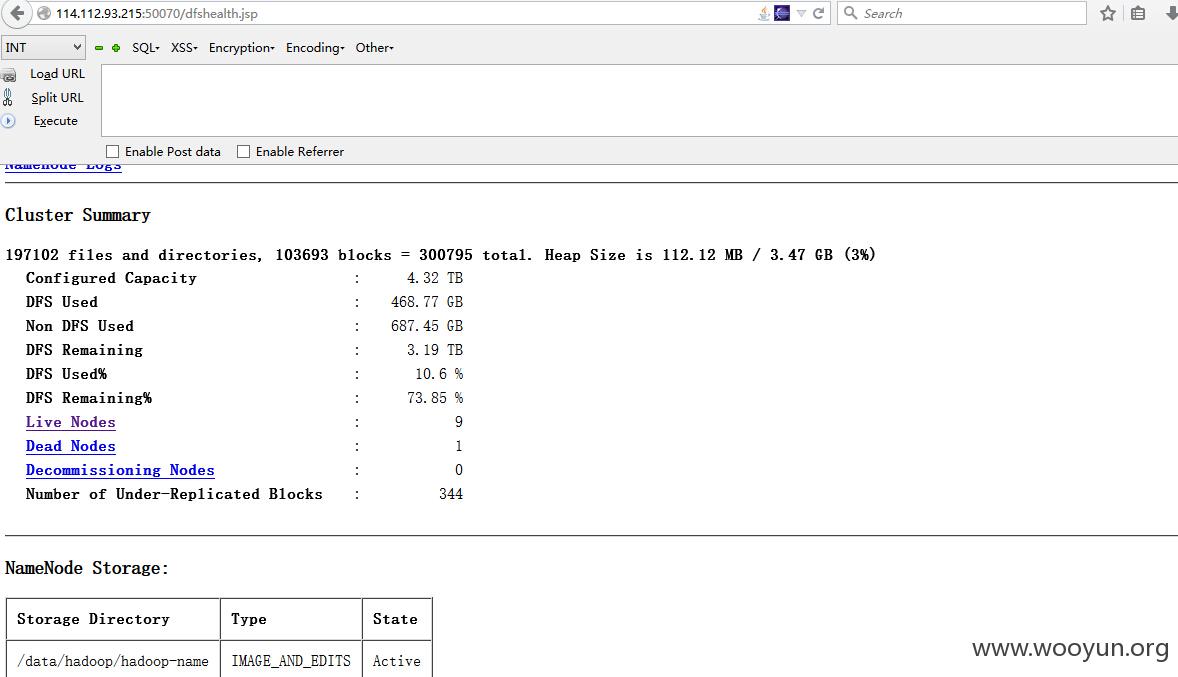 114.112.93.215:50070/dfshealth.jsp
Search
INT
SQL
XSS
Encryption
Encoding
Other
Load URL
Split URL
Execute
Enable Post data
Enable Referrer
Namenode Logs
Cluster Summary
197102 files and directories, 103693 blocks = 300795 total. Heap Size is 112.12 MB / 3.47 GB (3%)
Configured Capacity : 4.32 TB
DFS Used : 468.77 GB
Non DFS Used : 687.45 GB
DFS Remaining : 3.19 TB
DFS Used% : 10.6 %
DFS Remaining% : 73.85 %
Live Nodes : 9
Dead Nodes : 1
Decommissioning Nodes : 0
Number of Under-Replicated Blocks : 344
NameNode Storage:
Storage Directory Type State
/data/hadoop/hadoop-name IMAGE_AND_EDITS Active
www.wooyun.org